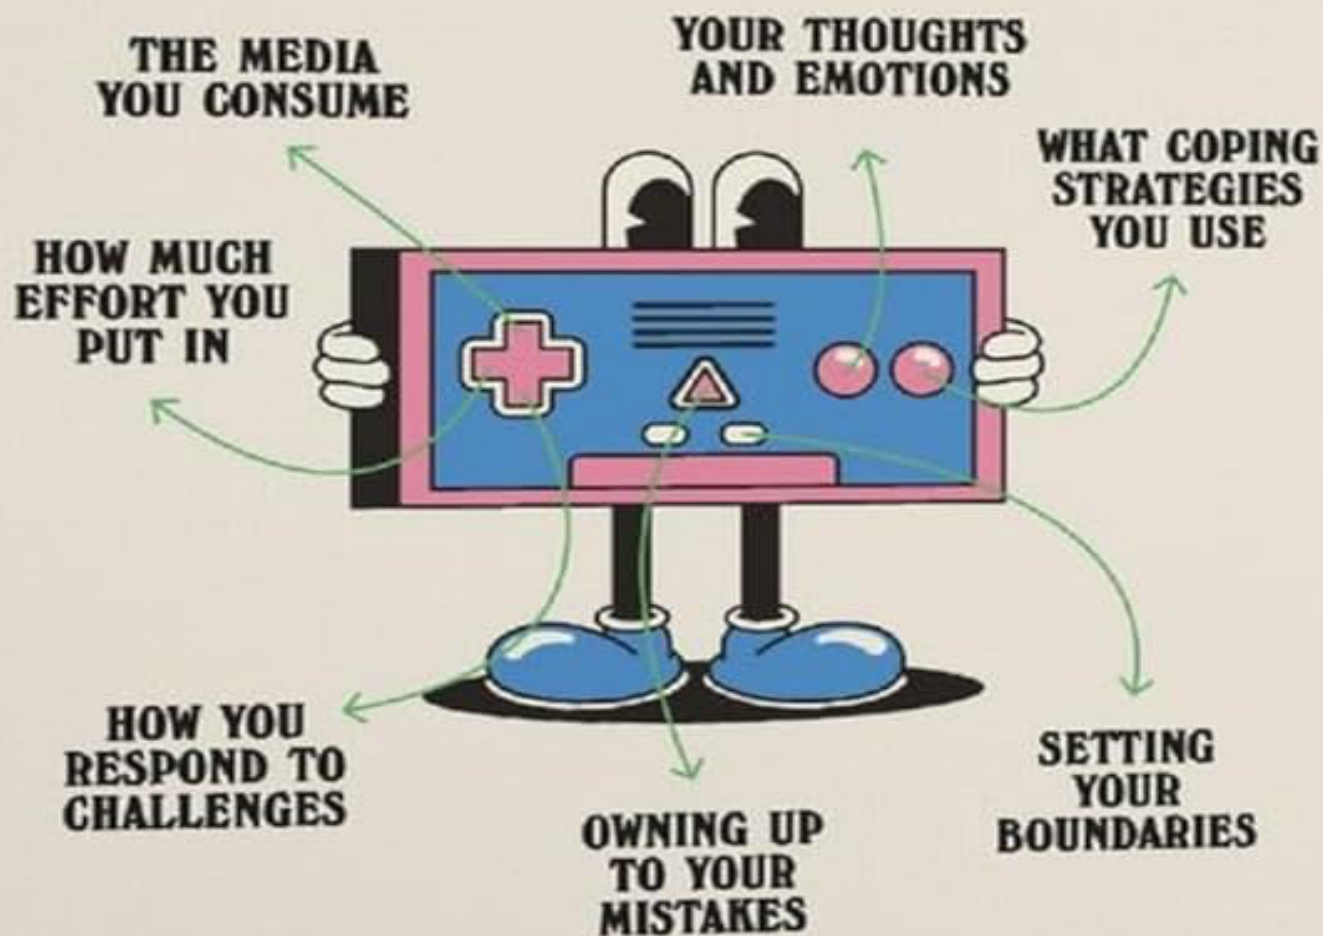 THE MEDIA
YOU CONSUME
YOUR THOUGHTS
AND EMOTIONS
WHAT COPING
STRATEGIES
YOU USE
HOW MUCH
EFFORT YOU
PUT IN
HOW YOU
RESPOND TO
CHALLENGES
OWNING UP
TO YOUR
MISTAKES
SETTING
YOUR
BOUNDARIES